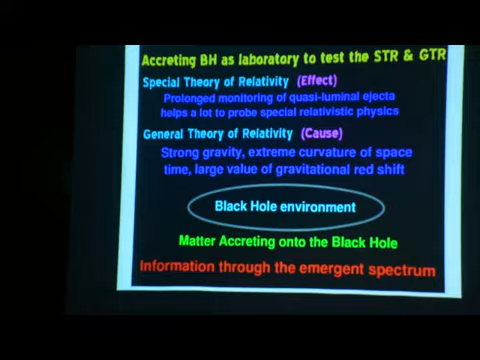 Accreting BH as laboratory to test the STR & GTR
Special Theory of Relativity (Effect)
Prolonged monitoring of quasi-luminal ejecta
helps a lot to probe special relativistic physics
General Theory of Relativity (Cause)
Strong gravity, extreme curvature of space
time, large value of gravitational red shift
Black Hole environment
Matter Accreting onto the Black Hole
Information through the emergent spectrum